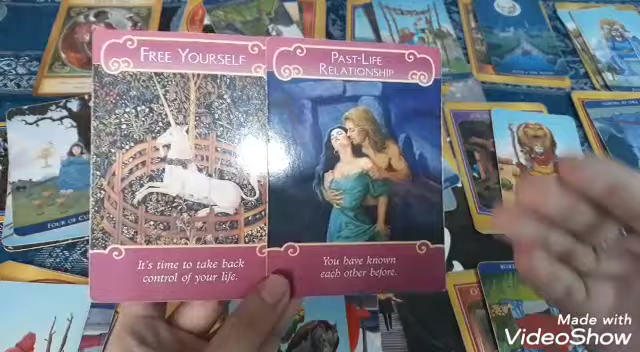 FREE YOURSELF
PAST-LIFE
RELATIONSHIP
It's time to take back
control of your life.
You have known
each other before.
FOUR OF
Made with
VideoShow